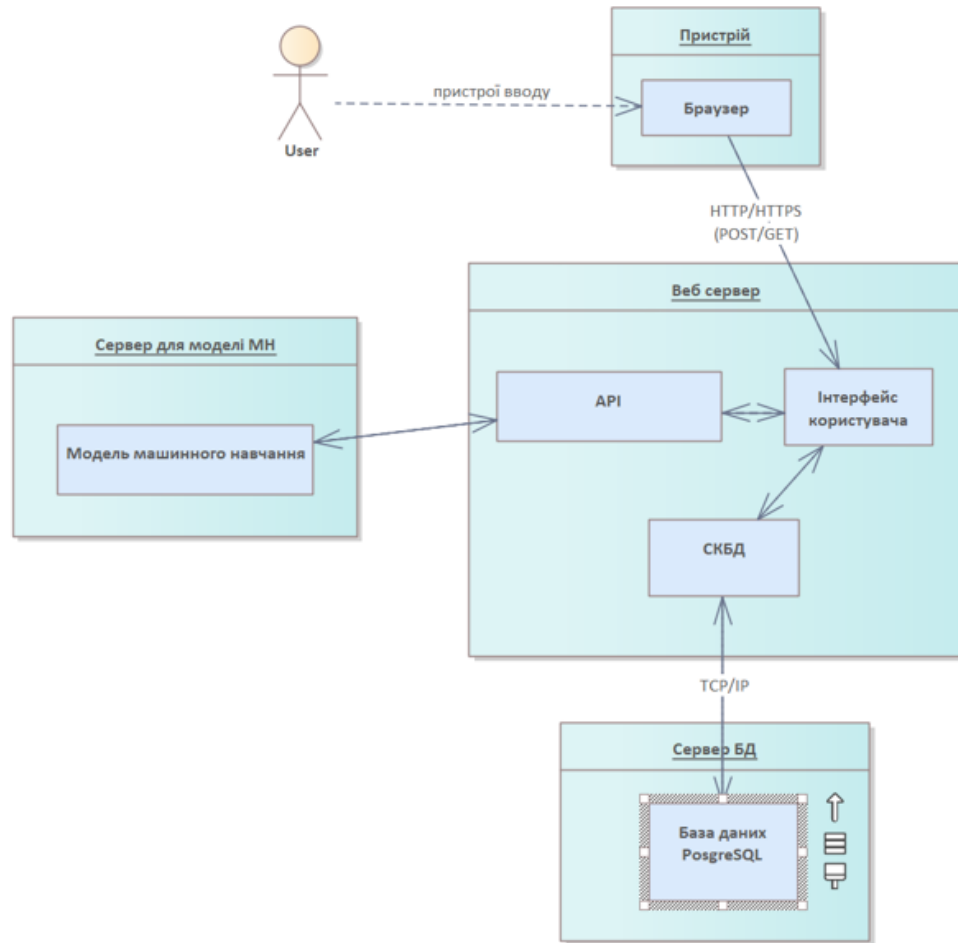 Пристрій
пристрої вводу
Браузер
User
HTTP/HTTPS
(POST/GET)
Веб сервер
Сервер для моделі МН
API
Інтерфейс
користувача
Модель машинного навчання
СКБД
TCP/IP
Сервер БД
База даних
PosgreSQL